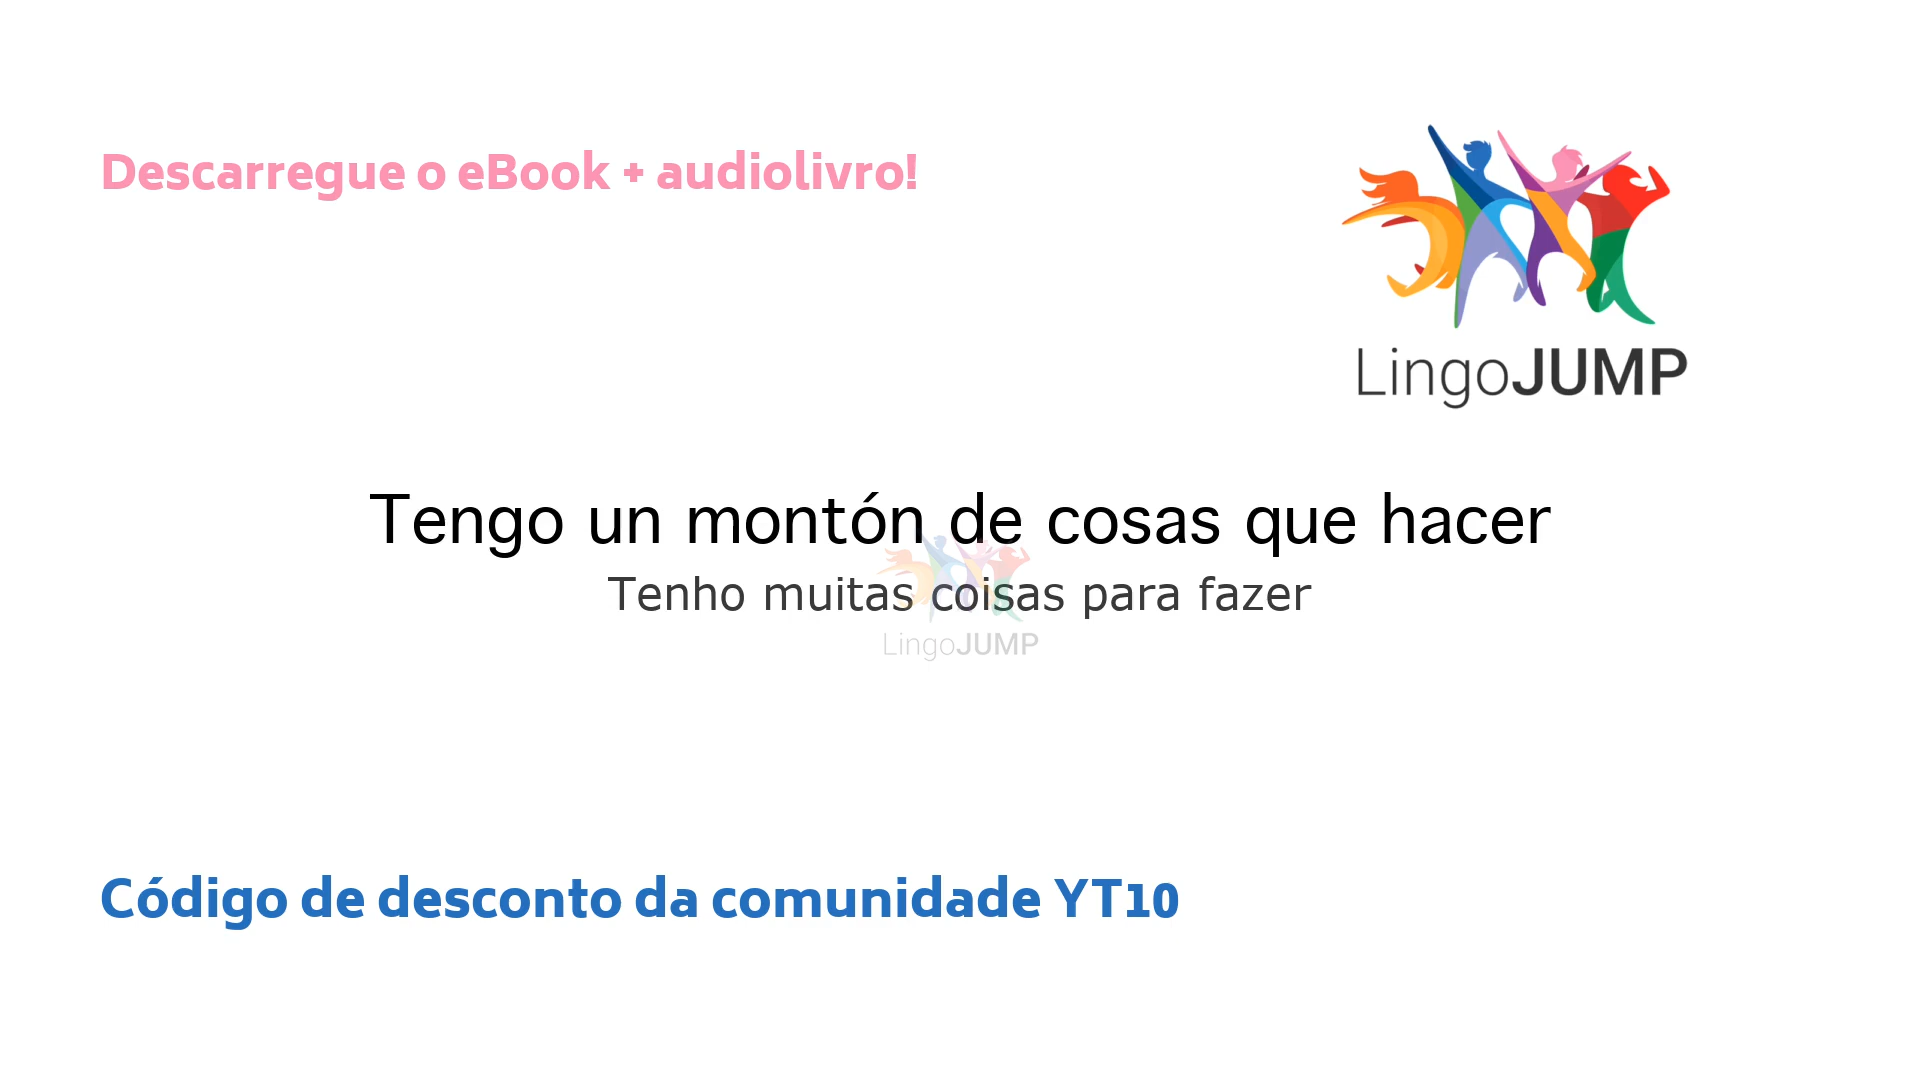 Descarregue o eBook + audiolivro!
LingoJUMP
Tengo un montón de cosas que hacer
Tenho muitas coisas para fazer
LingoJUMP
Código de desconto da comunidade YT10